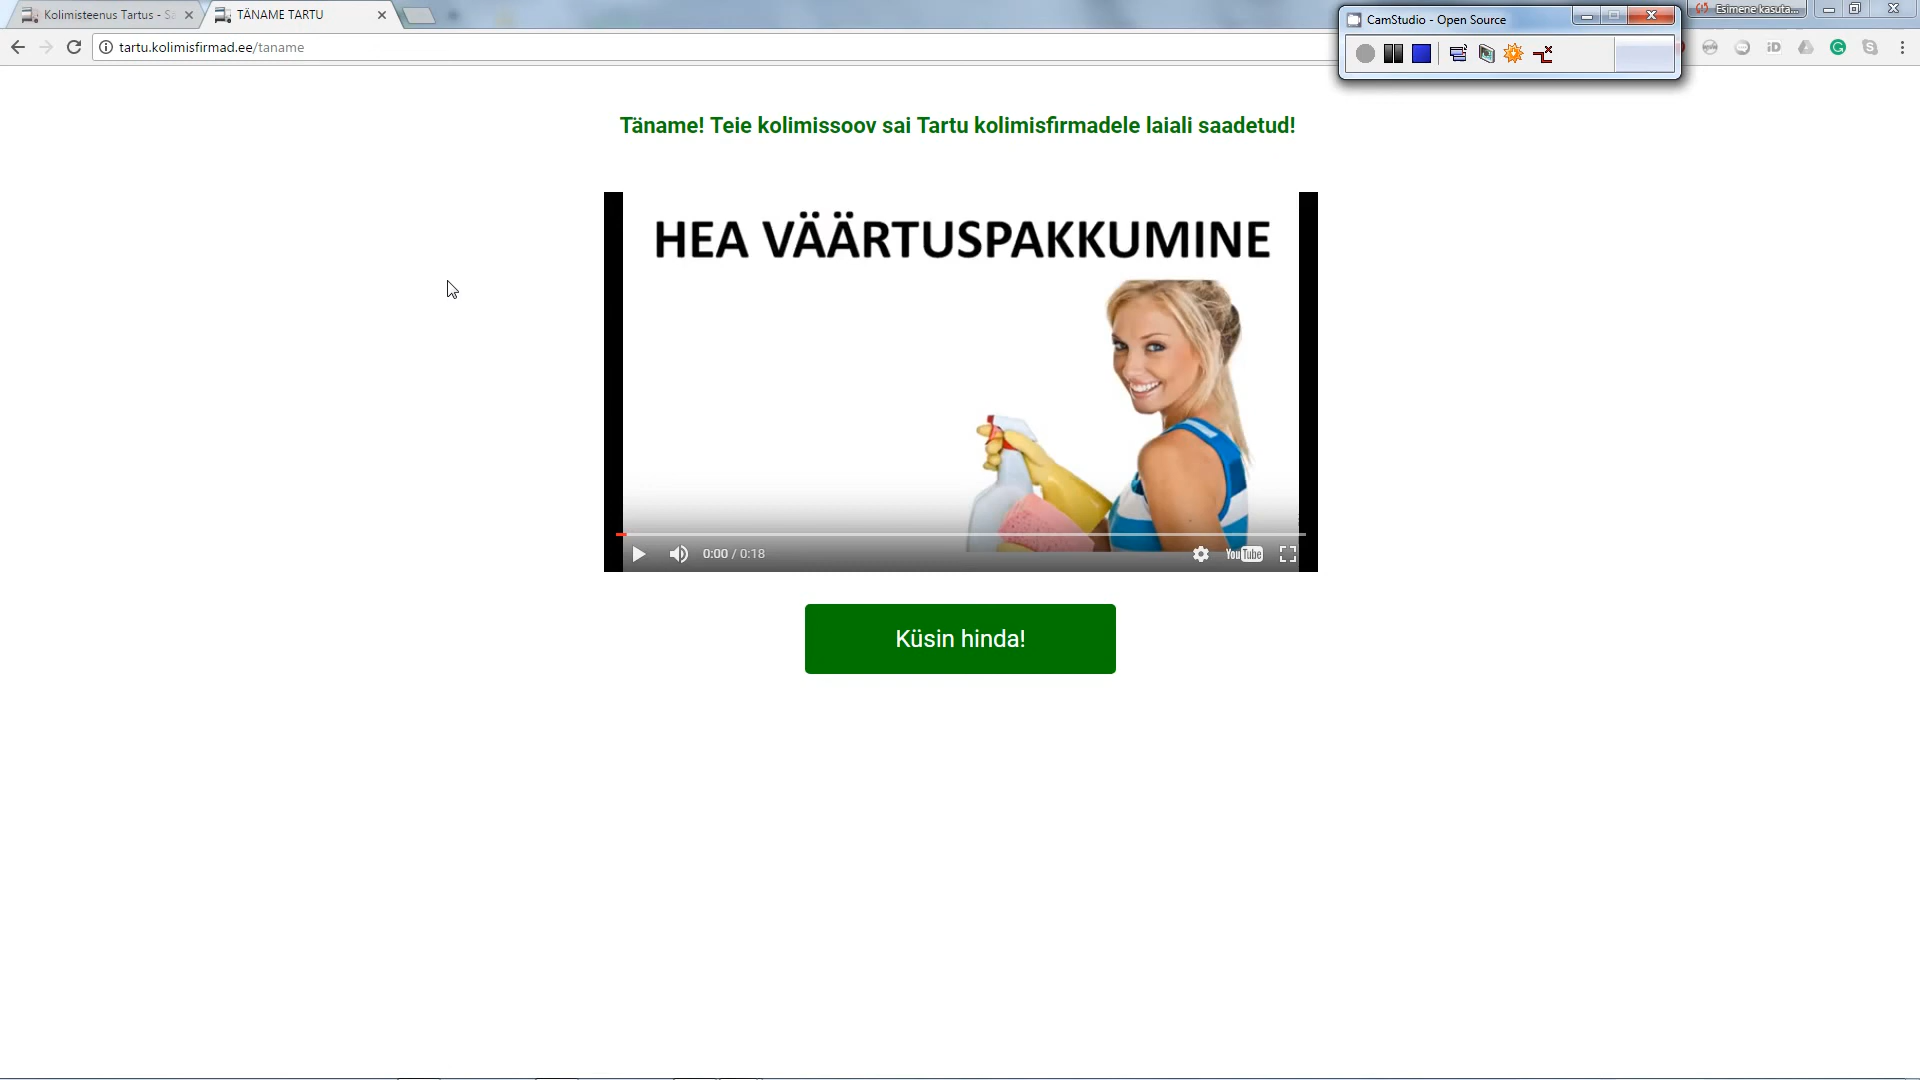 Kolimisteenus Tartus - Sa
TÄNAME TARTU
CamStudio - Open Source
Esimene kasuta...
tartu.kolimisfirmad.ee/taname
Täname! Teie kolimissoov sai Tartu kolimisfirmadele laiali saadetud!
HEA VÄÄRTUSPAKKUMINE
0:00 / 0:18
YouTube
Küsin hinda!